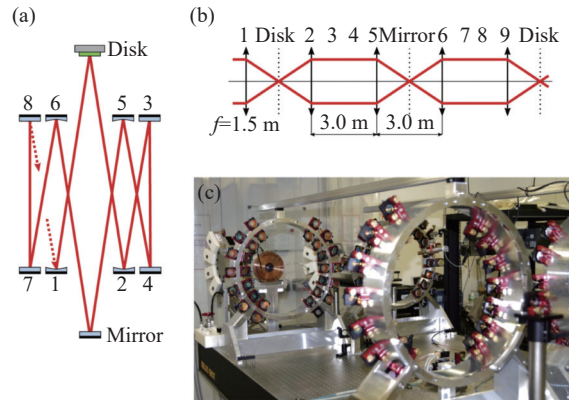 (a)
Disk
8 6 5 3
7 1 2 4
Mirror
(b)
1 Disk 2 3 4 5 Mirror 6 7 8 9 Disk
f=1.5 m
3.0 m 3.0 m
(c)